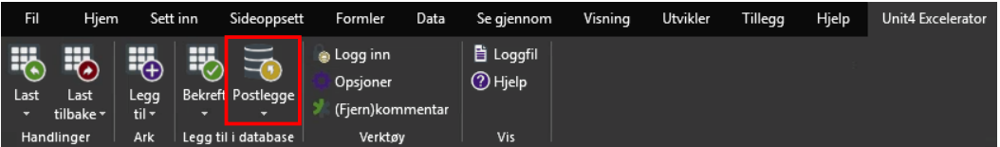 Fil Hjem Sett inn Sideoppsett Formler Data Se gjennom Visning Utvikler Tillegg Hjelp Unit4 Excelerator
Last
Last
tilbake
Legg
til
Bekreft
Postlegge
Logg inn
Opsjoner
(Fjern)kommentar
Loggfil
Hjelp
Handlinger Ark Legg til i database Verktøy Vis